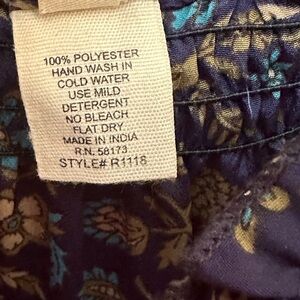 100% POLYESTER
HAND WASH IN
COLD WATER
USE MILD
DETERGENT
NO BLEACH
FLAT DRY
MADE IN INDIA
R.N. 58173
STYLE# R1118